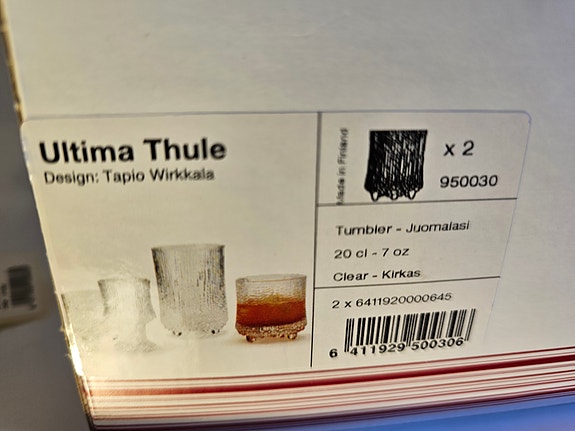 Ultima Thule
Design: Tapio Wirkkala
Made in Finland
x 2
950030
Tumbler - Juomalasi
20 cl - 7 oz
Clear - Kirkas
2 x 6411920000645
6 411929 500306